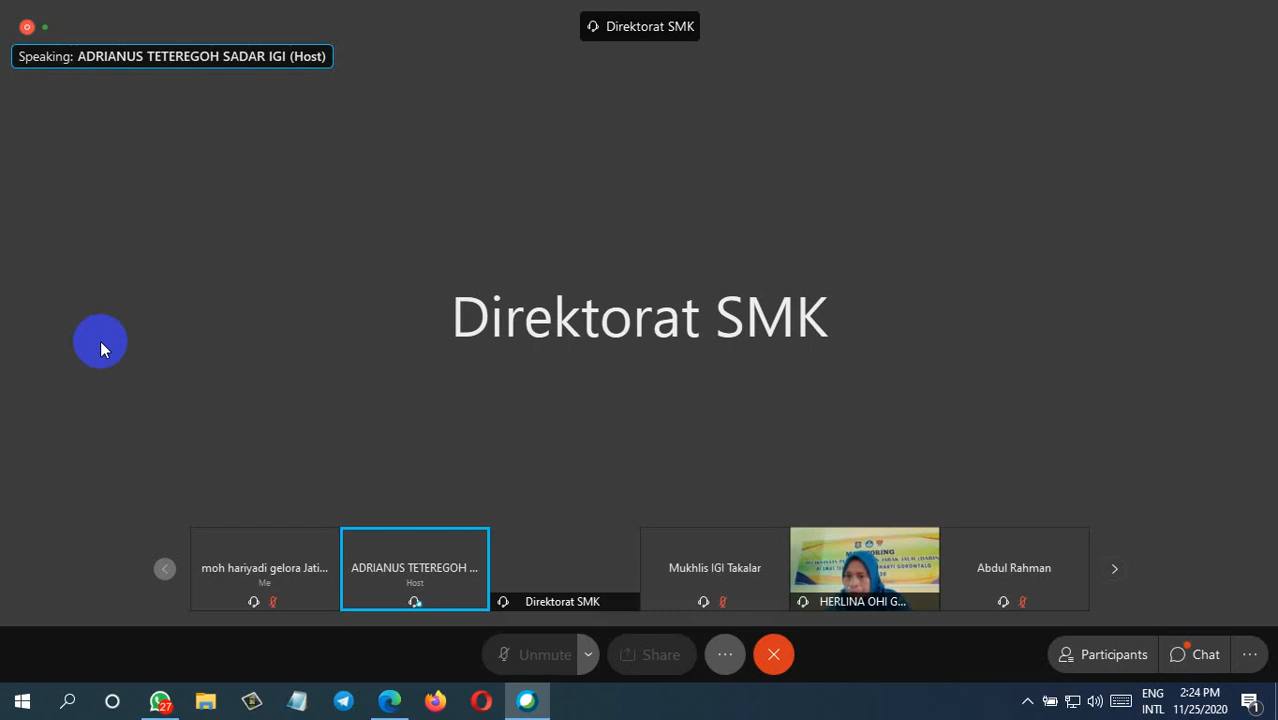 Direktorat SMK
Speaking: ADRIANUS TETEREGOH SADAR IGI (Host)
Direktorat SMK
moh hariyadi gelora Jati...
Me
ADRIANUS TETEREGOH ...
Host
Direktorat SMK
Mukhlis IGI Takalar
HERLINA OHI G...
Abdul Rahman
Unmute
Share
Participants
Chat
27
ENG
INTL
2:24 PM
11/25/2020
1